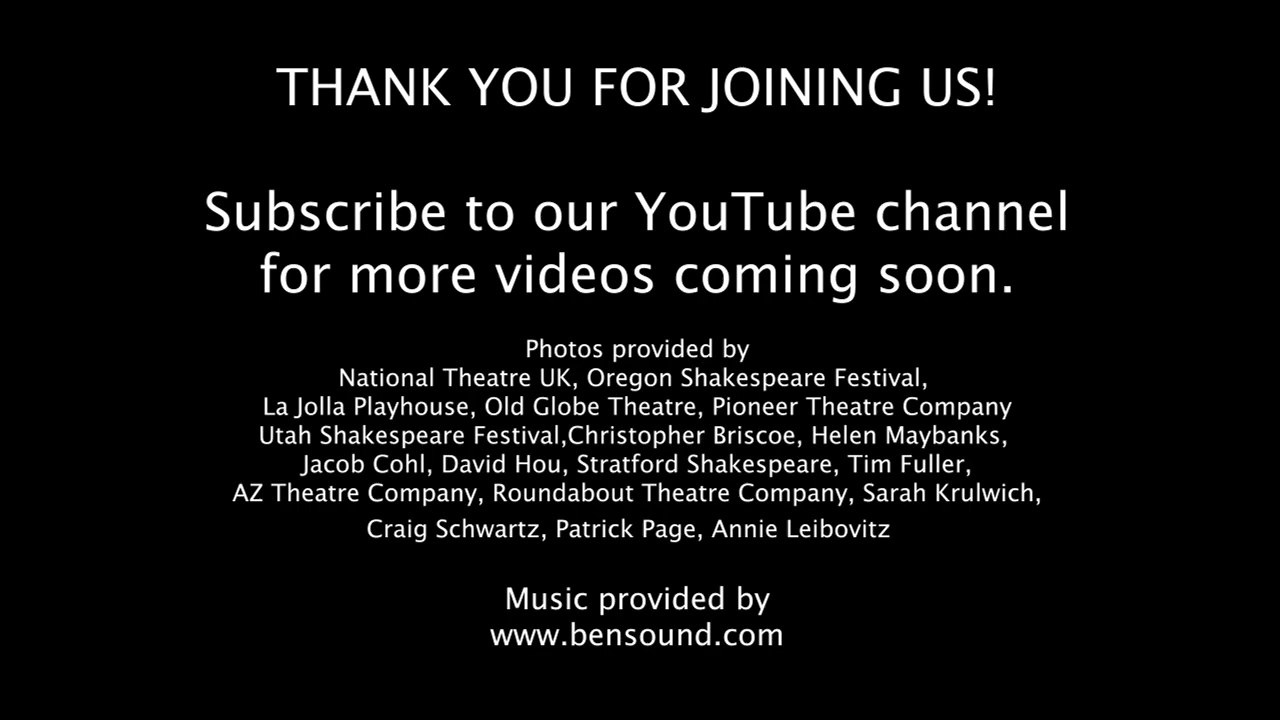 THANK YOU FOR JOINING US!
Subscribe to our YouTube channel
for more videos coming soon.
Photos provided by
National Theatre UK, Oregon Shakespeare Festival,
La Jolla Playhouse, Old Globe Theatre, Pioneer Theatre Company
Utah Shakespeare Festival,Christopher Briscoe, Helen Maybanks,
Jacob Cohl, David Hou, Stratford Shakespeare, Tim Fuller,
AZ Theatre Company, Roundabout Theatre Company, Sarah Krulwich,
Craig Schwartz, Patrick Page, Annie Leibovitz
Music provided by
www.bensound.com